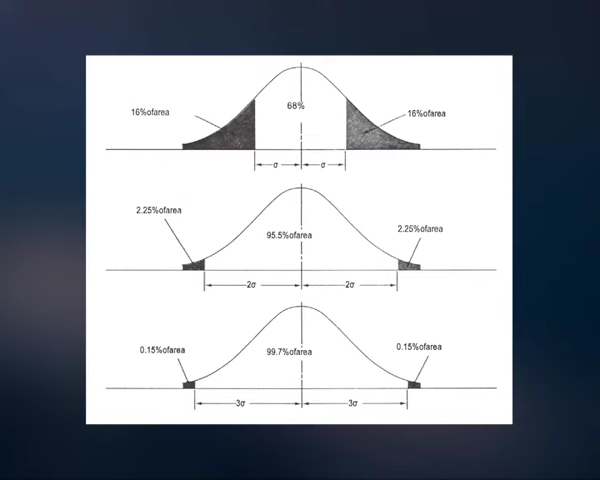 16%ofarea
68%
16%ofarea
σ
σ
2.25%ofarea
95.5%ofarea
2.25%ofarea
2σ
2σ
0.15%ofarea
99.7%ofarea
0.15%ofarea
3σ
3σ